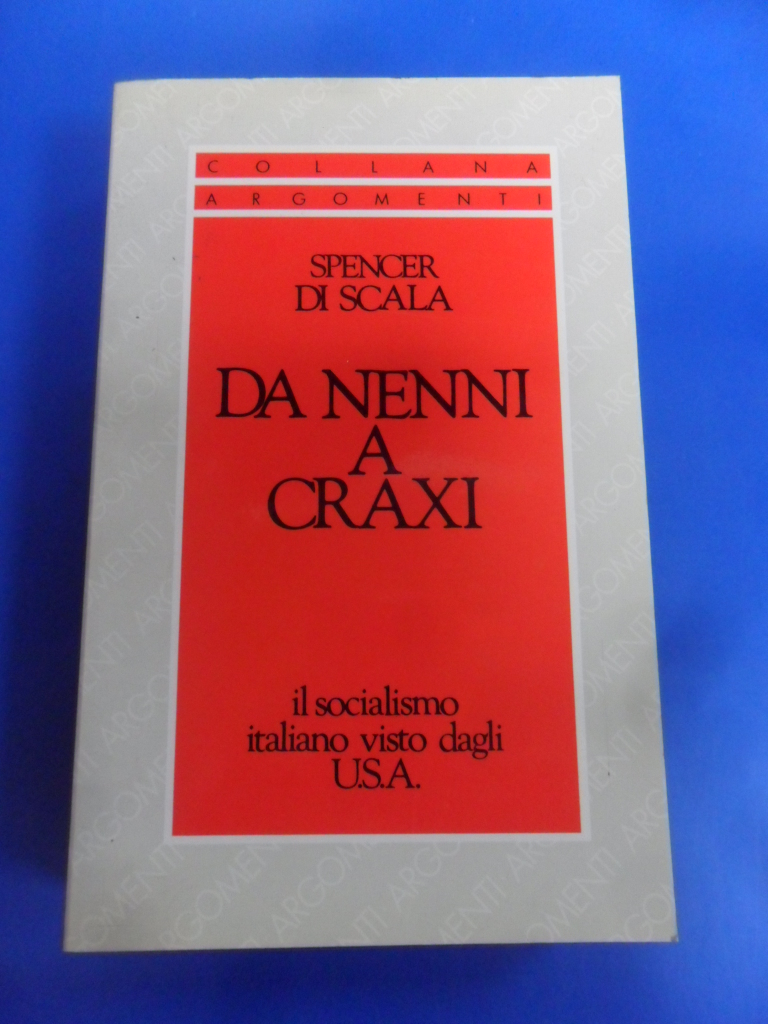 COLLANA
ARGOMENTI
SPENCER
DI SCALA
DA NENNI
A
CRAXI
il socialismo
italiano visto dagli
U.S.A.